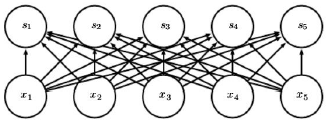 s₁ s₂ s₃ s₄ s₅
x₁ x₂ x₃ x₄ x₅